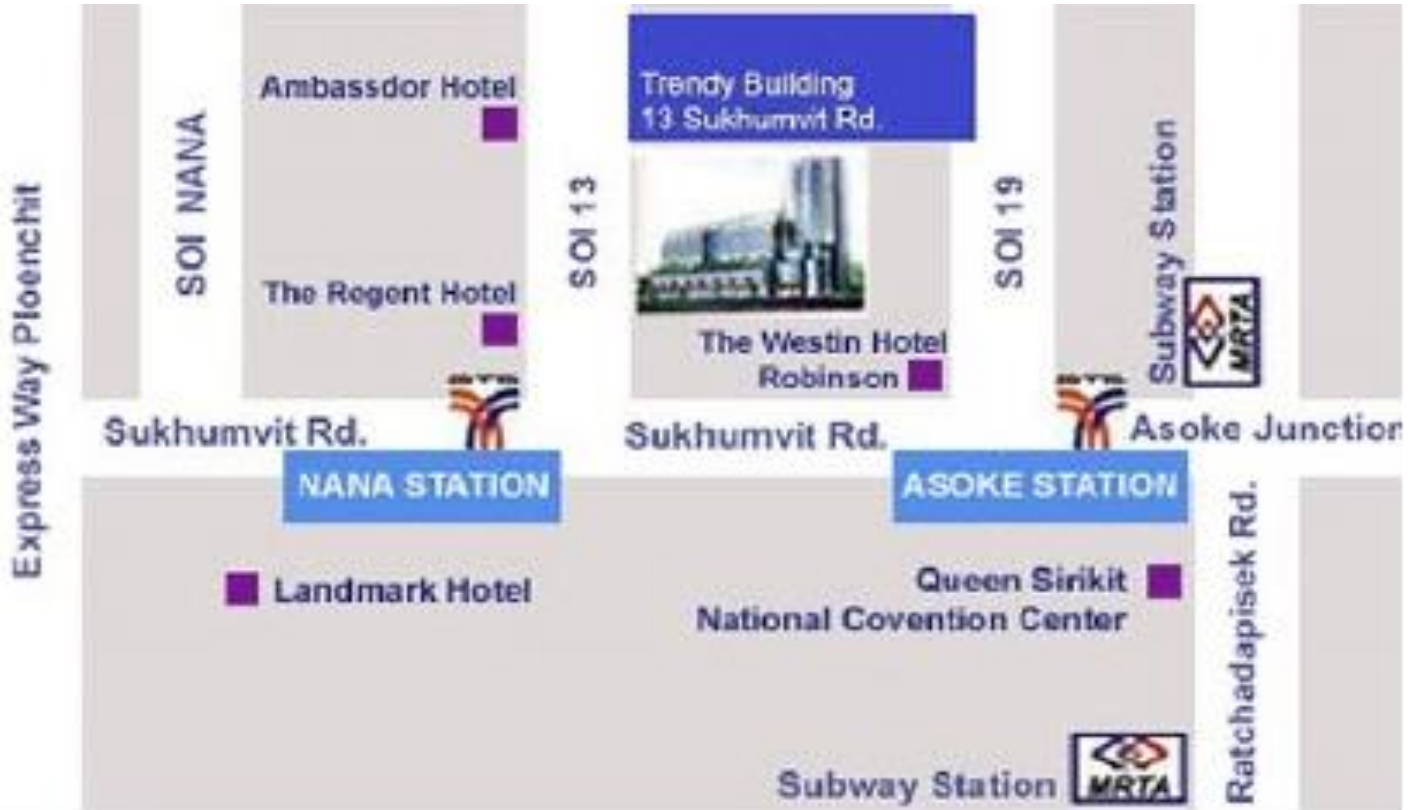 Ambassdor Hotel
Trendy Building
13 Sukhumvit Rd.
Express Way Ploenchit
SOI NANA
SOI 13
SOI 19
Subway Station
MRTA
The Regent Hotel
The Westin Hotel
Robinson
BTS
BTS
Sukhumvit Rd.
Sukhumvit Rd.
Asoke Junction
NANA STATION
ASOKE STATION
Landmark Hotel
Queen Sirikit
National Covention Center
Ratchadapisek Rd.
Subway Station
MRTA